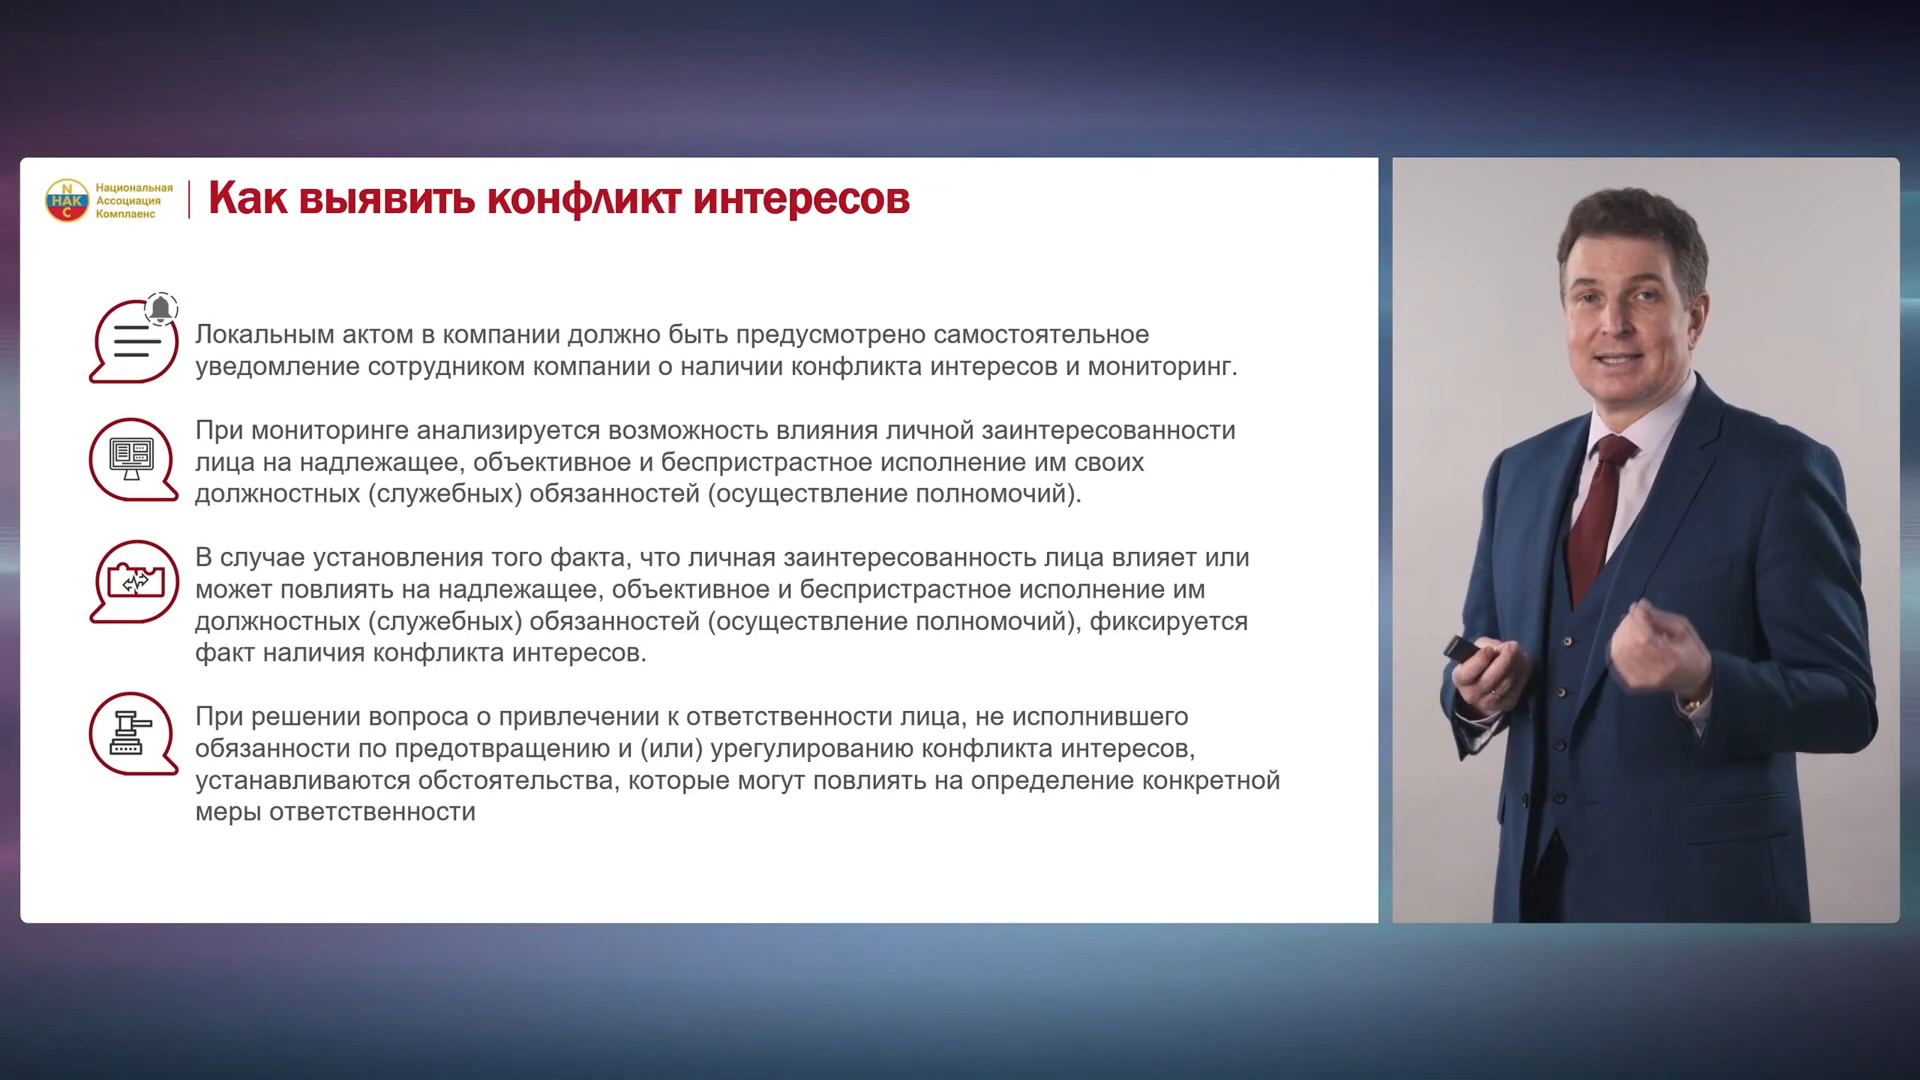 N
НАК
C
Национальная
Ассоциация
Комплаенс
Как выявить конфликт интересов
Локальным актом в компании должно быть предусмотрено самостоятельное
уведомление сотрудником компании о наличии конфликта интересов и мониторинг.
При мониторинге анализируется возможность влияния личной заинтересованности
лица на надлежащее, объективное и беспристрастное исполнение им своих
должностных (служебных) обязанностей (осуществление полномочий).
В случае установления того факта, что личная заинтересованность лица влияет или
может повлиять на надлежащее, объективное и беспристрастное исполнение им
должностных (служебных) обязанностей (осуществление полномочий), фиксируется
факт наличия конфликта интересов.
При решении вопроса о привлечении к ответственности лица, не исполнившего
обязанности по предотвращению и (или) урегулированию конфликта интересов,
устанавливаются обстоятельства, которые могут повлиять на определение конкретной
меры ответственности